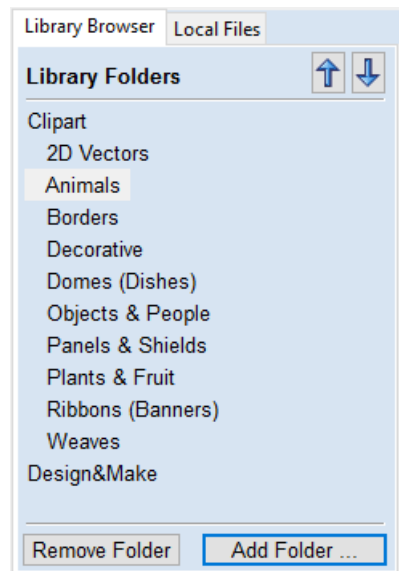 Library Browser Local Files
Library Folders
Clipart
2D Vectors
Animals
Borders
Decorative
Domes (Dishes)
Objects & People
Panels & Shields
Plants & Fruit
Ribbons (Banners)
Weaves
Design&Make
Remove Folder Add Folder ...